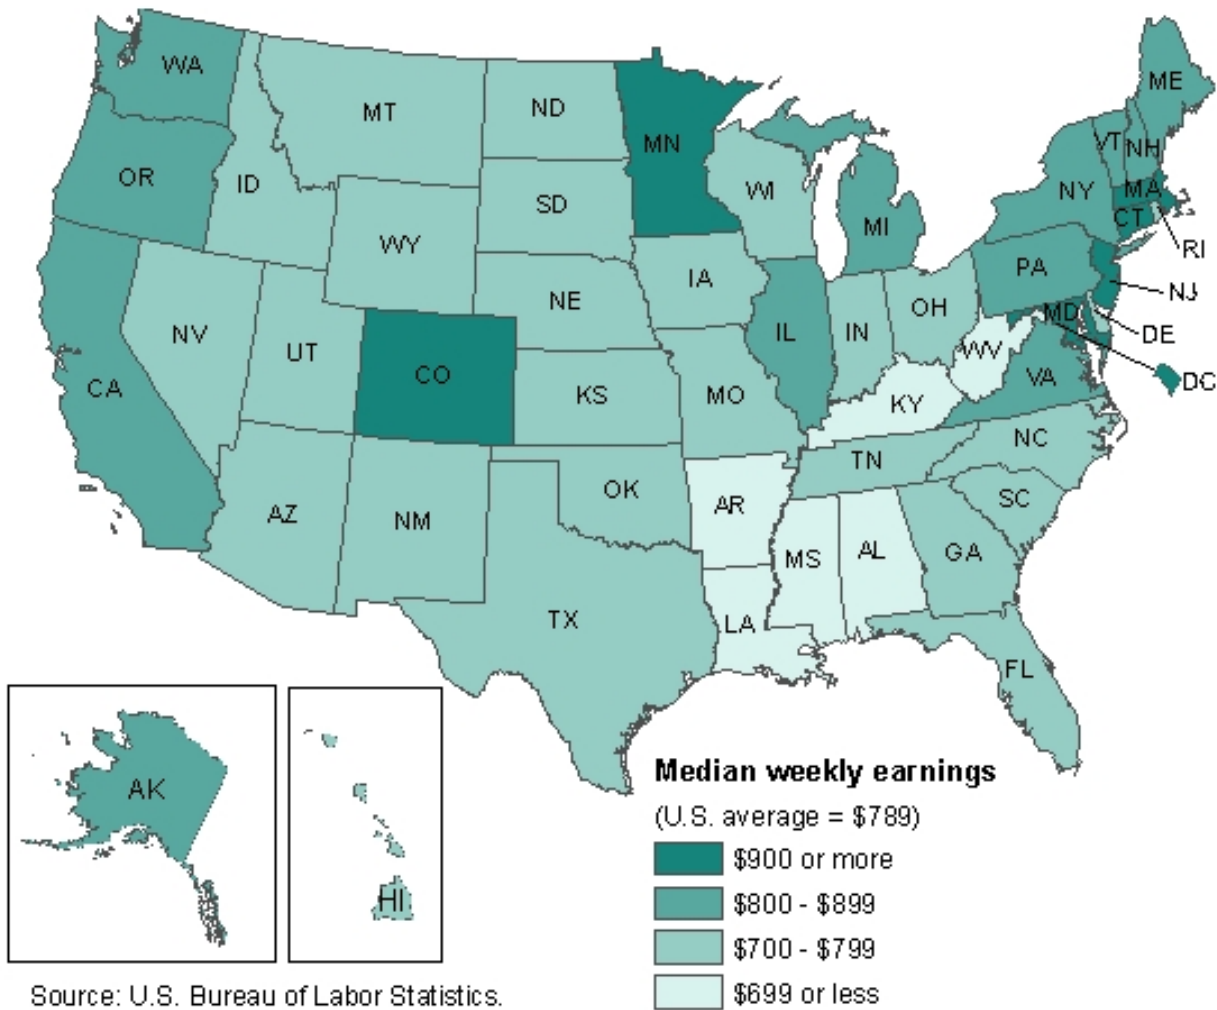 WA
MT
ND
MN
ME
VT
NH
OR
ID
SD
WI
MI
NY
MA
CT
RI
WY
IA
PA
NJ
NE
OH
MD
DE
NV
UT
CO
IL
IN
WV
VA
DC
CA
KS
MO
KY
NC
TN
AZ
NM
OK
AR
SC
MS
AL
GA
TX
LA
FL
AK
HI
Median weekly earnings
(U.S. average = $789)
$900 or more
$800 - $899
$700 - $799
$699 or less
Source: U.S. Bureau of Labor Statistics.